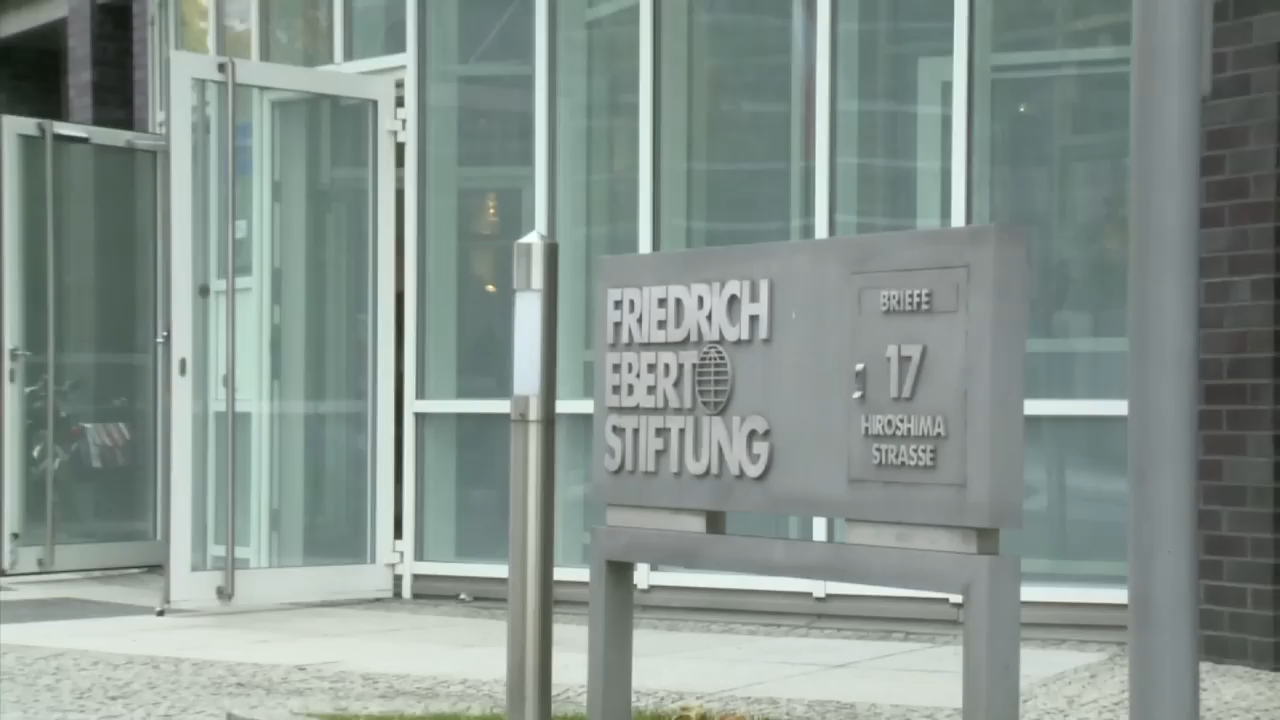 FRIEDRICH
EBERT
STIFTUNG
BRIEFE
17
HIROSHIMA
STRASSE